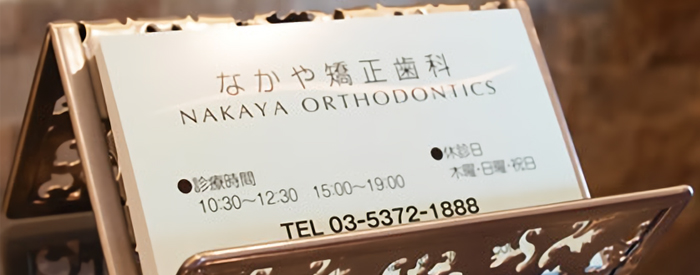 なかや矯正歯科
NAKAYA ORTHODONTICS
●診療時間
10:30～12:30 15:00～19:00
●休診日
木曜・日曜・祝日
TEL 03-5372-1888